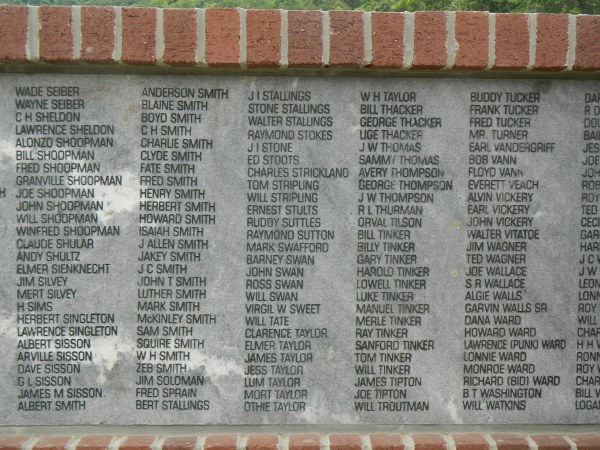 WADE SEIBER
WAYNE SEIBER
C H SHELDON
LAWRENCE SHELDON
ALONZO SHOOPMAN
BILL SHOOPMAN
FRED SHOOPMAN
GRANVILLE SHOOPMAN
JOE SHOOPMAN
JOHN SHOOPMAN
WILL SHOOPMAN
WINFRED SHOOPMAN
CLAUDE SHULAR
ANDY SHULTZ
ELMER SIENKNECHT
JIM SILVEY
MERT SILVEY
H SIMS
HERBERT SINGLETON
LAWRENCE SINGLETON
ALBERT SISSON
ARVILLE SISSON
DAVE SISSON
G L SISSON
JAMES M SISSON
ALBERT SMITH
ANDERSON SMITH
BLAINE SMITH
BOYD SMITH
C H SMITH
CHARLIE SMITH
CLYDE SMITH
FATE SMITH
FRED SMITH
HENRY SMITH
HERBERT SMITH
HOWARD SMITH
ISAIAH SMITH
J ALLEN SMITH
JAKEY SMITH
J C SMITH
JOHN T SMITH
LUTHER SMITH
MARK SMITH
McKINLEY SMITH
SAM SMITH
SQUIRE SMITH
W H SMITH
ZEB SMITH
JIM SOLOMAN
FRED SPRAIN
BERT STALLINGS
J I STALLINGS
STONE STALLINGS
WALTER STALLINGS
RAYMOND STOKES
J I STONE
ED STOOTS
CHARLES STRICKLAND
TOM STRIPLING
WILL STRIPLING
ERNEST STULTS
RUDBY SUTTLES
RAYMOND SUTTON
MARK SWAFFORD
BARNEY SWAN
JOHN SWAN
ROSS SWAN
WILL SWAN
VIRGIL W SWEET
WILL TATE
CLARENCE TAYLOR
ELMER TAYLOR
JAMES TAYLOR
JESS TAYLOR
LUM TAYLOR
MORT TAYLOR
OTHIE TAYLOR
W H TAYLOR
BILL THACKER
GEORGE THACKER
UGE THACKER
J W THOMAS
SAMMY THOMAS
AVERY THOMPSON
GEORGE THOMPSON
J W THOMPSON
R L THURMAN
ORVAL TILSON
BILL TINKER
BILLY TINKER
GARY TINKER
HAROLD TINKER
LOWELL TINKER
LUKE TINKER
MANUEL TINKER
MERLE TINKER
RAY TINKER
SANFORD TINKER
TOM TINKER
WILL TINKER
JAMES TIPTON
JOE TIPTON
WILL TROUTMAN
BUDDY TUCKER
FRANK TUCKER
FRED TUCKER
MR. TURNER
EARL VANDERGRIFF
BOB VANN
FLOYD VANN
EVERETT VEACH
ALVIN VICKERY
EARL VICKERY
JOHN VICKERY
WALTER VITATOE
JIM WAGNER
TED WAGNER
JOE WALLACE
S R WALLACE
ALGIE WALLS
GARVIN WALLS SR
DANA WARD
HOWARD WARD
LAWRENCE (PUNK) WARD
LONNIE WARD
MONROE WARD
RICHARD (BID) WARD
B T WASHINGTON
WILL WATKINS